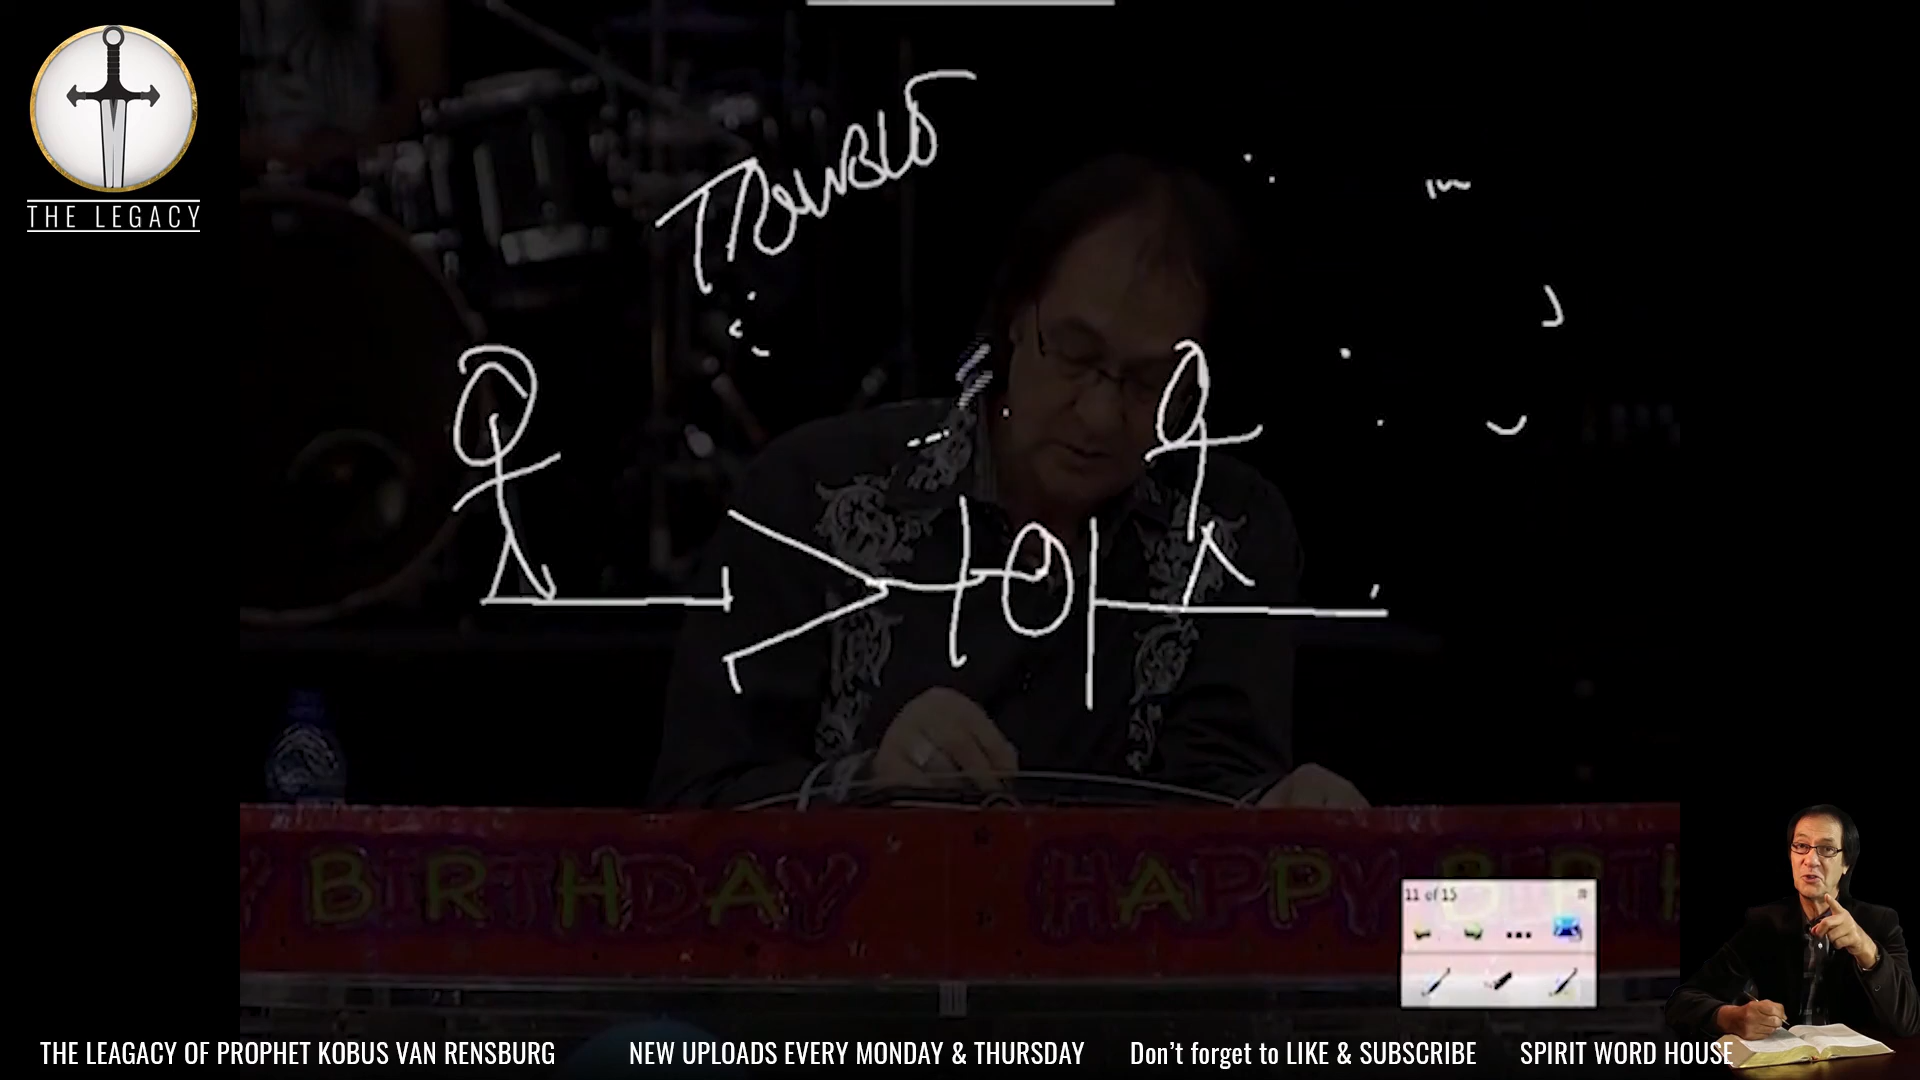 THE LEGACY
TROUBLE
BIRTHDAY HAPPY
11 of 15
THE LEAGACY OF PROPHET KOBUS VAN RENSBURG NEW UPLOADS EVERY MONDAY & THURSDAY Don't forget to LIKE & SUBSCRIBE SPIRIT WORD HOUSE